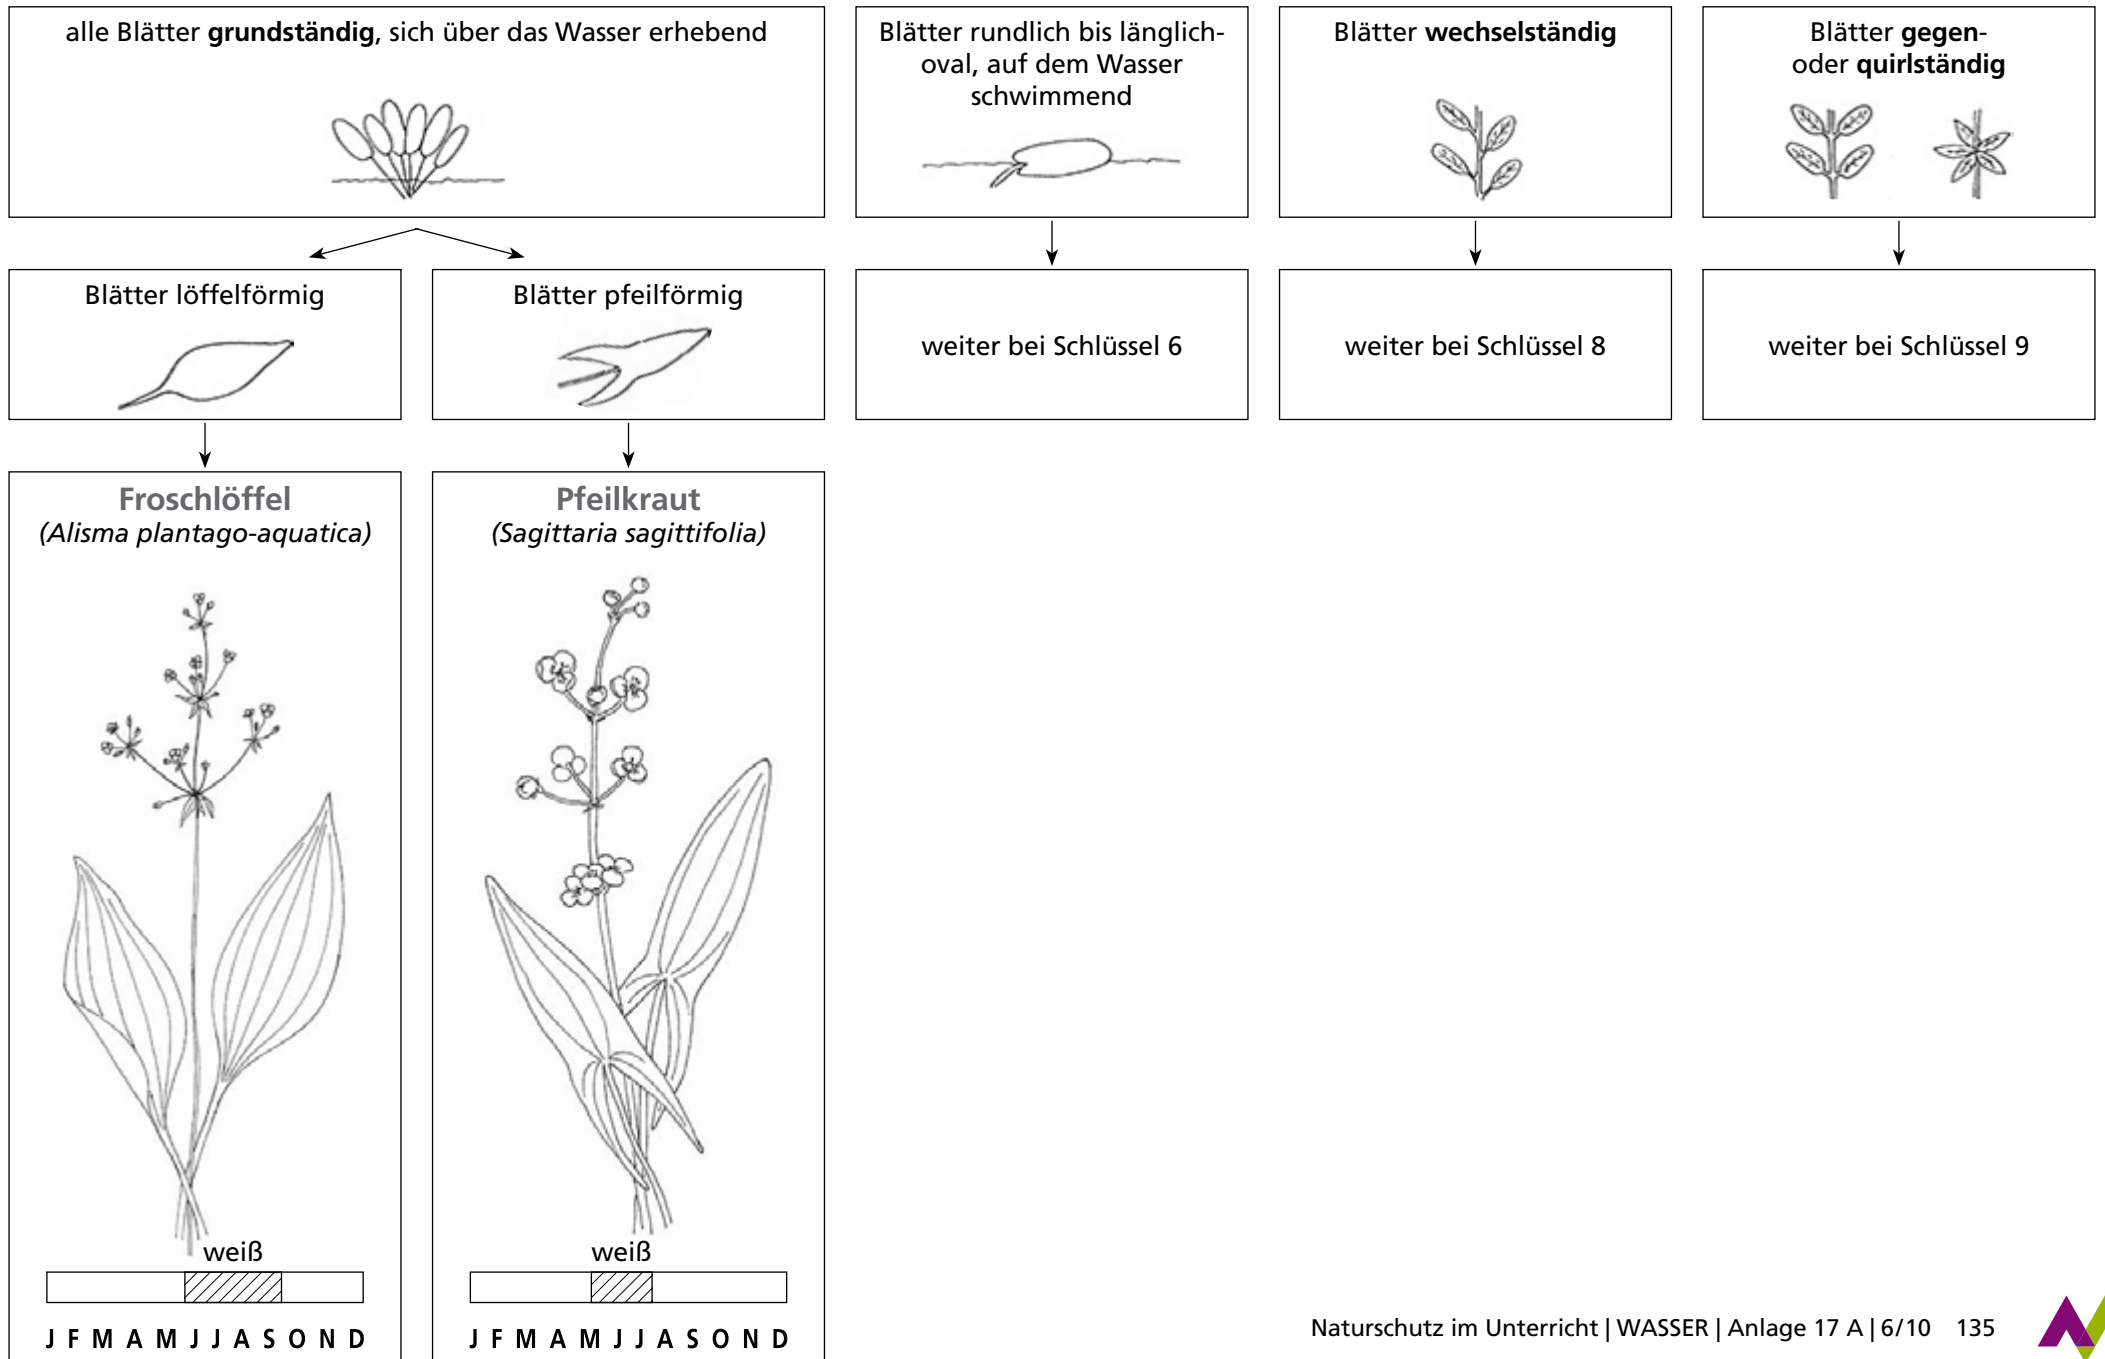 alle Blätter grundständig, sich über das Wasser erhebend
Blätter rundlich bis länglich-
oval, auf dem Wasser
schwimmend
Blätter wechselständig
Blätter gegen-
oder quirlständig
Blätter löffelförmig
Blätter pfeilförmig
weiter bei Schlüssel 6
weiter bei Schlüssel 8
weiter bei Schlüssel 9
Froschlöffel
(Alisma plantago-aquatica)
weiß
J F M A M J J A S O N D
Pfeilkraut
(Sagittaria sagittifolia)
weiß
J F M A M J J A S O N D
Naturschutz im Unterricht | WASSER | Anlage 17 A | 6/10 135